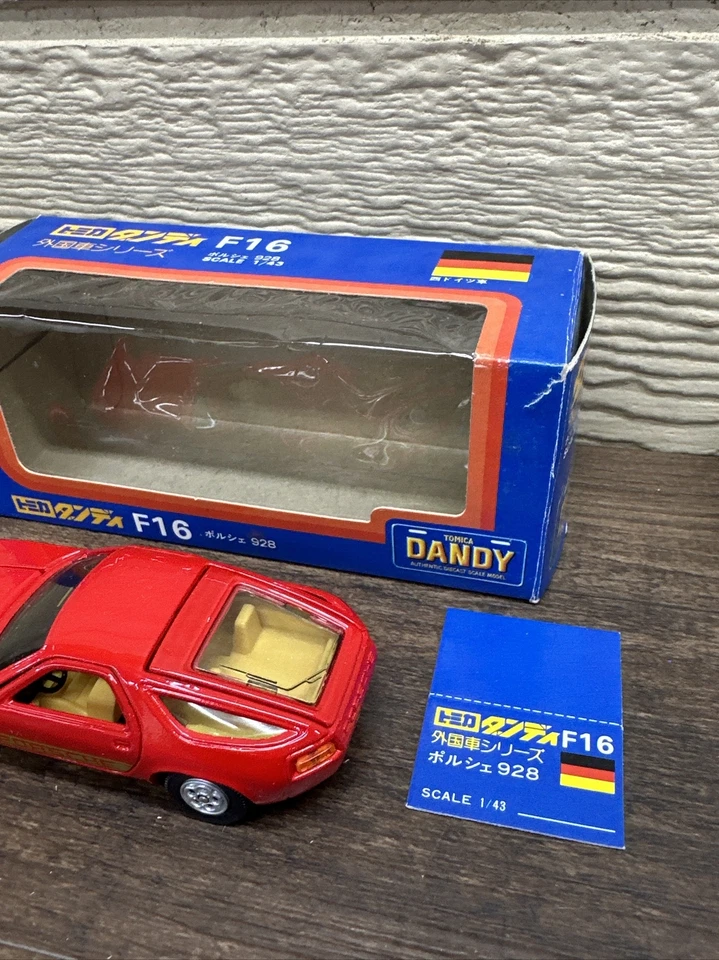 トミカ ダンディ F16
外国車シリーズ
ポルシェ 928
SCALE 1/43
西ドイツ車
トミカ ダンディ F16 ポルシェ 928
TOMICA
DANDY
AUTHENTIC DIECAST SCALE MODEL
トミカ ダンディ F16
外国車シリーズ
ポルシェ 928
SCALE 1/43